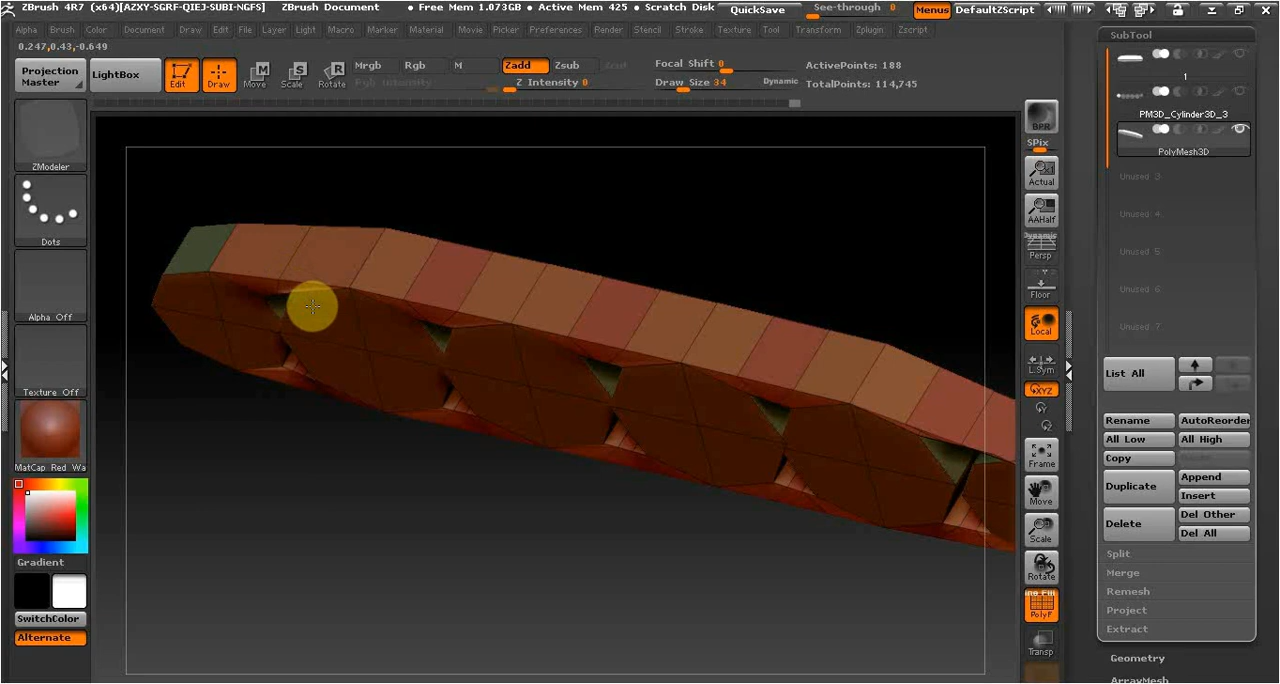 ZBrush 4R7 (x64)[AZXY-SGRF-QIEJ-SUBI-NGFS] ZBrush Document • Free Mem 1.073GB • Active Mem 425 • Scratch Disk QuickSave See-through 0 Menus DefaultZScript
Alpha Brush Color Document Draw Edit File Layer Light Macro Marker Material Movie Picker Preferences Render Stencil Stroke Texture Tool Transform Zplugin Zscript
0.247,0.43,-0.649
Projection Master
LightBox
Edit
Draw
Move
Scale
Rotate
Mrgb Rgb M Zadd Zsub
Rgb Intensity Z Intensity 0
Focal Shift 0
Draw Size 34 Dynamic
ActivePoints: 188
TotalPoints: 114,745
ZModeler
Dots
Alpha Off
Texture Off
MatCap Red Wa
Gradient
SwitchColor
Alternate
BPR
SPix
Actual
AAHalf
Dynamic
Persp
Floor
Local
L.Sym
XYZ
Frame
Move
Scale
Rotate
PolyF
Transp
SubTool
1
PM3D_Cylinder3D_3
PolyMesh3D
Unused 3
Unused 4
Unused 5
Unused 6
Unused 7
List All
Rename AutoReorder
All Low All High
Copy
Duplicate Append
Insert
Delete Del Other
Del All
Split
Merge
Remesh
Project
Extract
Geometry
ArrayMesh